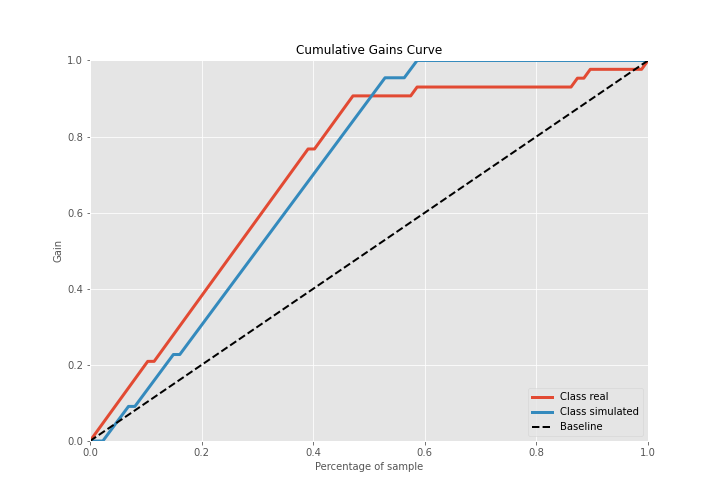 Cumulative Gains Curve
1.0
0.8
0.6
0.4
0.2
0.0
Gain
0.0 0.2 0.4 0.6 0.8 1.0
Percentage of sample
Class real
Class simulated
Baseline